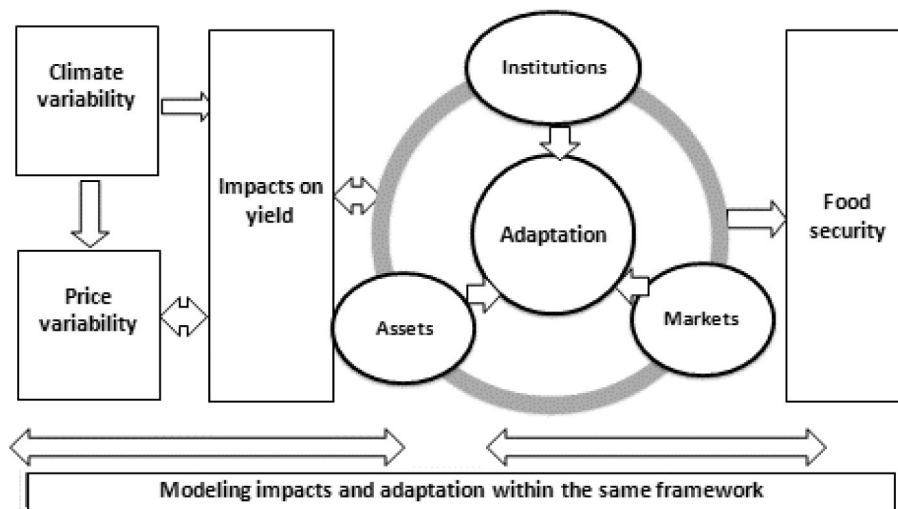 Climate
variability
Price
variability
Impacts on
yield
Institutions
Adaptation
Assets
Markets
Food
security
Modeling impacts and adaptation within the same framework